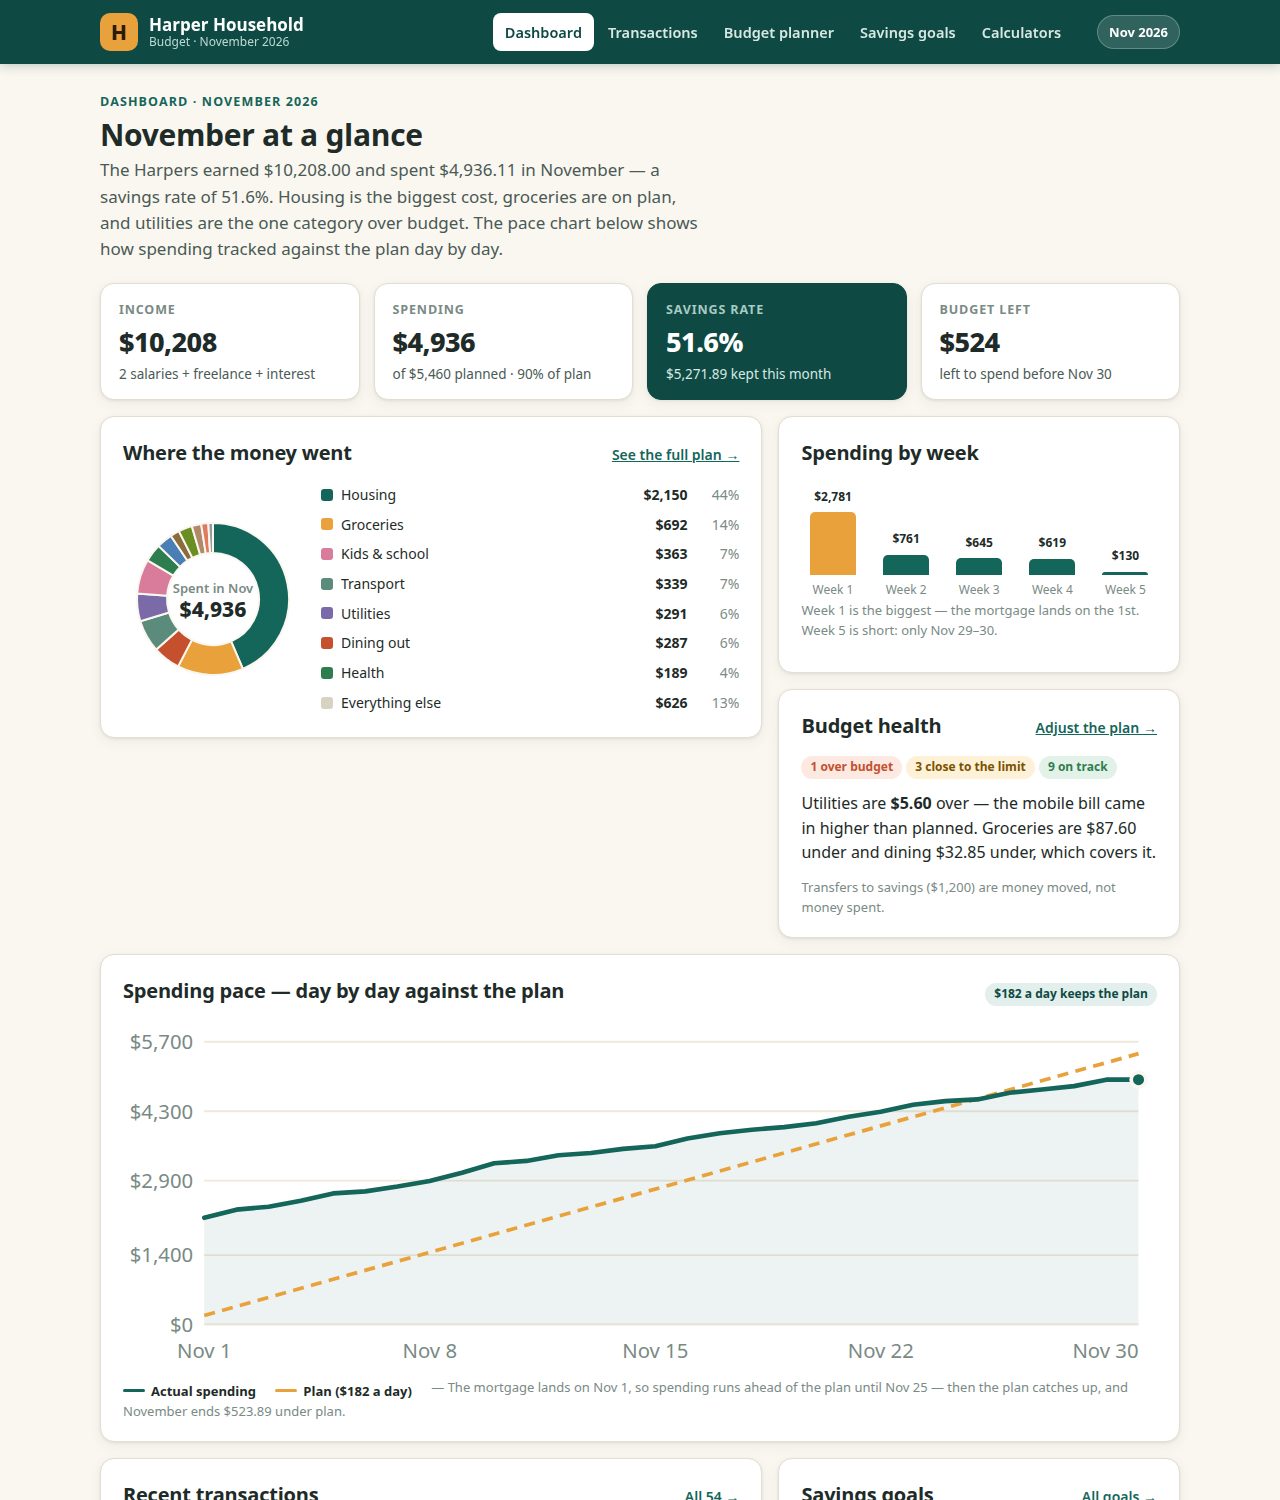 H
Harper Household
Budget · November 2026
Dashboard
Transactions
Budget planner
Savings goals
Calculators
Nov 2026
DASHBOARD · NOVEMBER 2026
November at a glance
The Harpers earned $10,208.00 and spent $4,936.11 in November — a
savings rate of 51.6%. Housing is the biggest cost, groceries are on plan,
and utilities are the one category over budget. The pace chart below shows
how spending tracked against the plan day by day.
INCOME
$10,208
2 salaries + freelance + interest
SPENDING
$4,936
of $5,460 planned · 90% of plan
SAVINGS RATE
51.6%
$5,271.89 kept this month
BUDGET LEFT
$524
left to spend before Nov 30
Where the money went
See the full plan →
Spent in Nov
$4,936
Housing $2,150 44%
Groceries $692 14%
Kids & school $363 7%
Transport $339 7%
Utilities $291 6%
Dining out $287 6%
Health $189 4%
Everything else $626 13%
Spending by week
$2,781 $761 $645 $619 $130
Week 1 Week 2 Week 3 Week 4 Week 5
Week 1 is the biggest — the mortgage lands on the 1st.
Week 5 is short: only Nov 29–30.
Budget health
Adjust the plan →
1 over budget
3 close to the limit
9 on track
Utilities are $5.60 over — the mobile bill came
in higher than planned. Groceries are $87.60
under and dining $32.85 under, which covers it.
Transfers to savings ($1,200) are money moved, not
money spent.
Spending pace — day by day against the plan
$182 a day keeps the plan
$5,700
$4,300
$2,900
$1,400
$0
Nov 1 Nov 8 Nov 15 Nov 22 Nov 30
Actual spending
Plan ($182 a day)
— The mortgage lands on Nov 1, so spending runs ahead of the plan until Nov 25 — then the plan catches up, and
November ends $523.89 under plan.
Recent transactions
All 54 →
Savings goals
All goals →